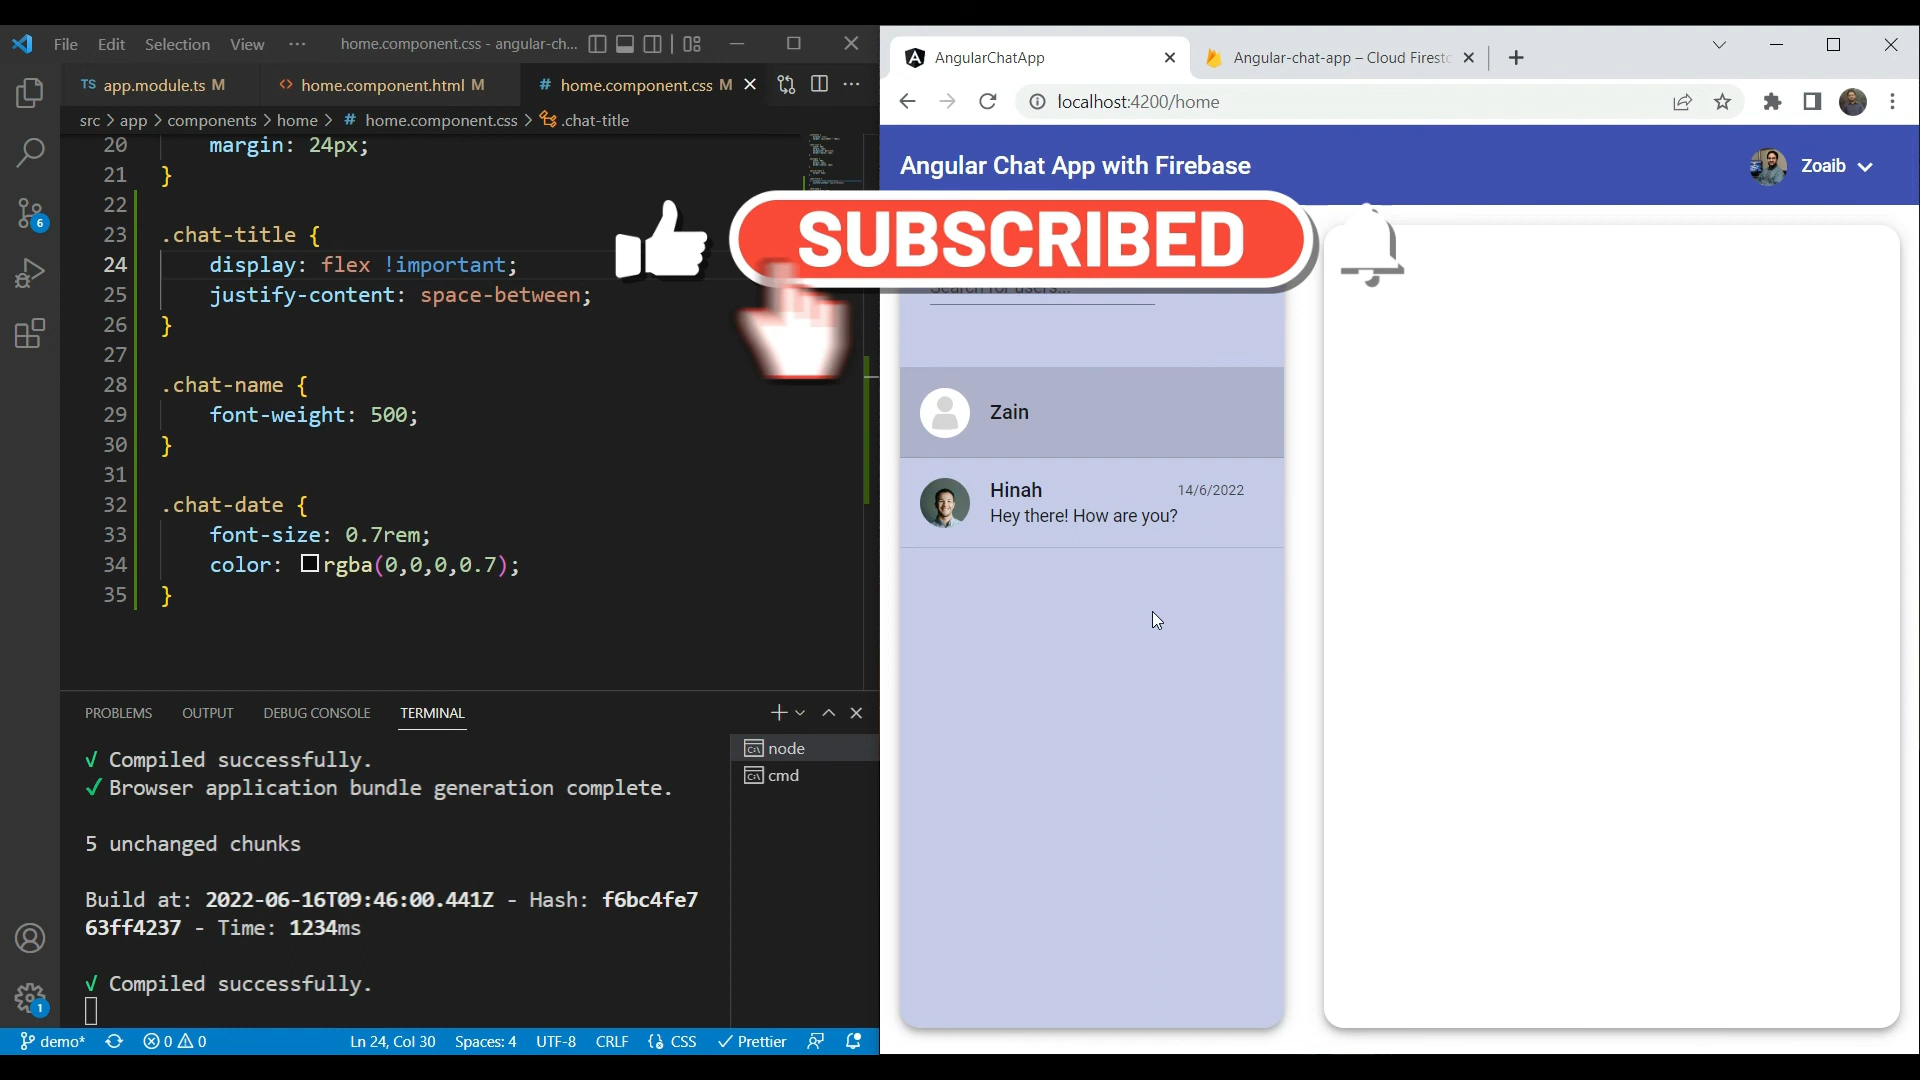 File Edit Selection View ··· home.component.css - angular-ch...
TS app.module.ts M <> home.component.html M # home.component.css M
src > app > components > home > # home.component.css > .chat-title
20 margin: 24px;
21 }
22
23 .chat-title {
24 display: flex !important;
25 justify-content: space-between;
26 }
27
28 .chat-name {
29 font-weight: 500;
30 }
31
32 .chat-date {
33 font-size: 0.7rem;
34 color: rgba(0,0,0,0.7);
35 }
6
1
PROBLEMS OUTPUT DEBUG CONSOLE TERMINAL
√ Compiled successfully.
✓ Browser application bundle generation complete.
5 unchanged chunks
Build at: 2022-06-16T09:46:00.441Z - Hash: f6bc4fe7
63ff4237 - Time: 1234ms
√ Compiled successfully.
node
cmd
demo* 0 0 Ln 24, Col 30 Spaces: 4 UTF-8 CRLF CSS Prettier
AngularChatApp
Angular-chat-app – Cloud Firesto
localhost:4200/home
Angular Chat App with Firebase
Zoaib
SUBSCRIBED
Search for users...
Zain
Hinah 14/6/2022
Hey there! How are you?